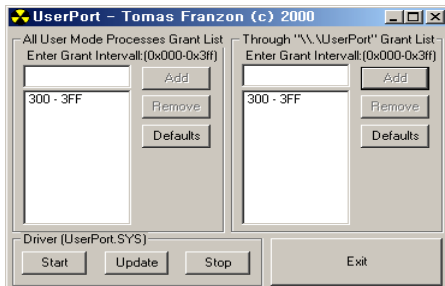 UserPort - Tomas Franzon (c) 2000
All User Mode Processes Grant List
Enter Grant Intervall:(0x000-0x3ff)
Add
300 - 3FF
Remove
Defaults
Through "\\.\UserPort" Grant List
Enter Grant Intervall:(0x000-0x3ff)
Add
300 - 3FF
Remove
Defaults
Driver (UserPort.SYS)
Start
Update
Stop
Exit